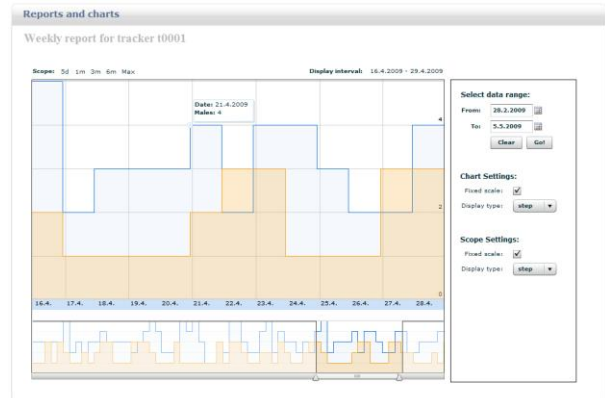 Reports and charts
Weekly report for tracker t0001
Scope: 5d 1m 3m 6m Max
Display interval: 16.4.2009 - 29.4.2009
Date: 21.4.2009
Males: 4
4
2
0
16.4. 17.4. 18.4. 19.4. 20.4. 21.4. 22.4. 23.4. 24.4. 25.4. 26.4. 27.4. 28.4.
Select data range:
From: 28.2.2009
To: 5.5.2009
Clear Go!
Chart Settings:
Fixed scale:
Display type: step
Scope Settings:
Fixed scale:
Display type: step